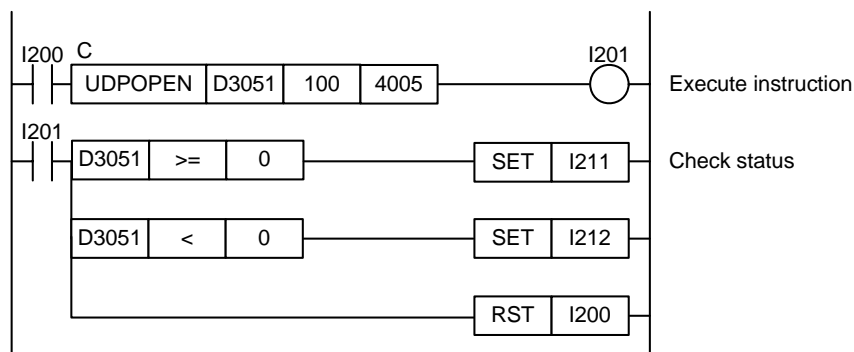 I200 C I201
UDPOPEN D3051 100 4005 Execute instruction
I201
D3051 >= 0 SET I211 Check status
D3051 < 0 SET I212
RST I200